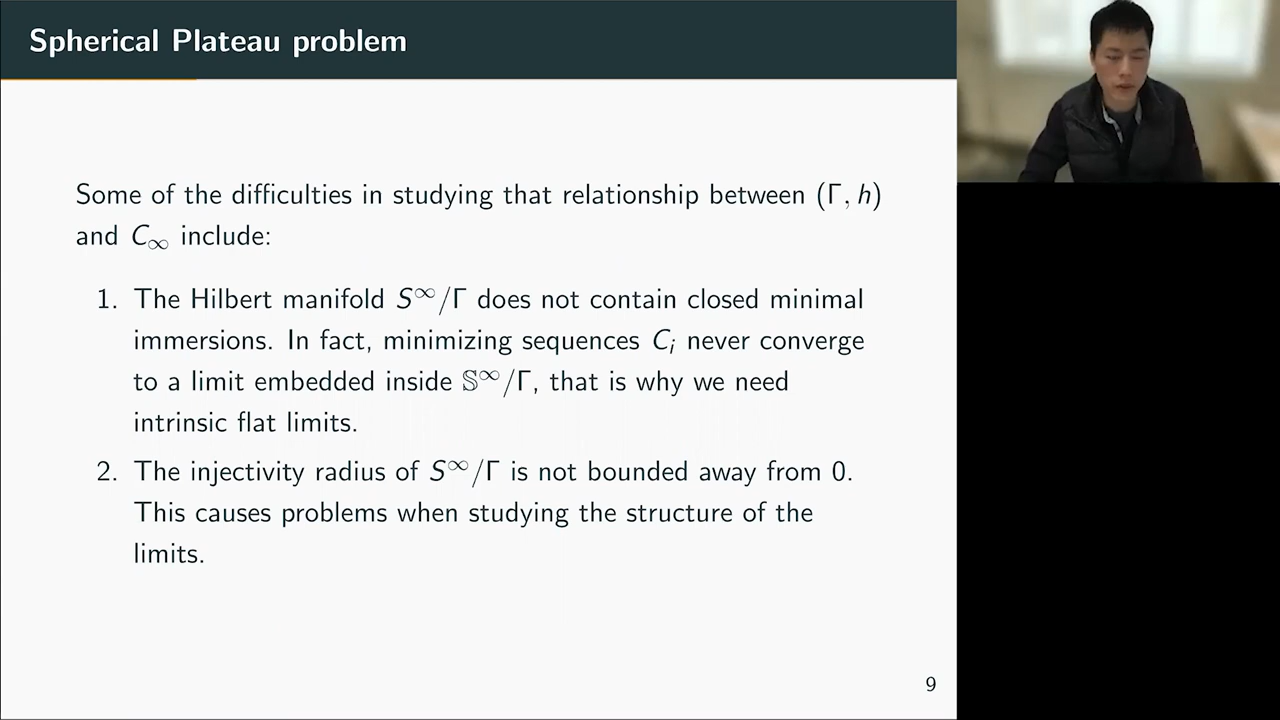 Spherical Plateau problem
Some of the difficulties in studying that relationship between (Γ, h)
and C∞ include:
1. The Hilbert manifold S∞/Γ does not contain closed minimal
immersions. In fact, minimizing sequences Cᵢ never converge
to a limit embedded inside 𝕊∞/Γ, that is why we need
intrinsic flat limits.
2. The injectivity radius of S∞/Γ is not bounded away from 0.
This causes problems when studying the structure of the
limits.
9